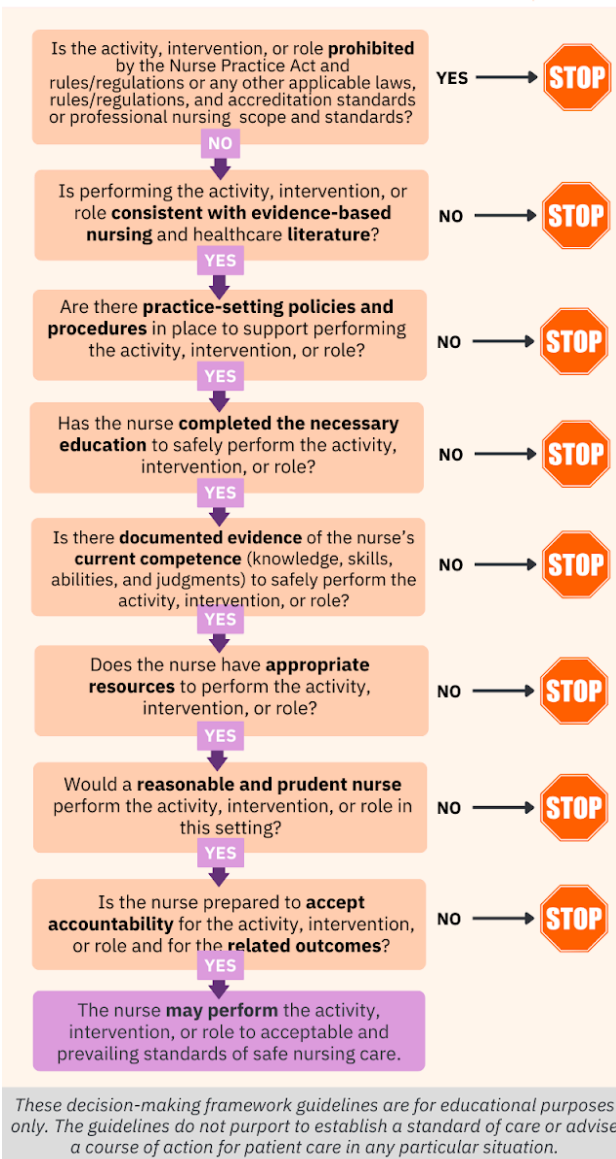 Is the activity, intervention, or role prohibited
by the Nurse Practice Act and
rules/regulations or any other applicable laws,
rules/regulations, and accreditation standards
or professional nursing scope and standards?
YES
STOP
NO
Is performing the activity, intervention, or
role consistent with evidence-based
nursing and healthcare literature?
NO
STOP
YES
Are there practice-setting policies and
procedures in place to support performing
the activity, intervention, or role?
NO
STOP
YES
Has the nurse completed the necessary
education to safely perform the activity,
intervention, or role?
NO
STOP
YES
Is there documented evidence of the nurse's
current competence (knowledge, skills,
abilities, and judgments) to safely perform the
activity, intervention, or role?
NO
STOP
YES
Does the nurse have appropriate
resources to perform the activity,
intervention, or role?
NO
STOP
YES
Would a reasonable and prudent nurse
perform the activity, intervention, or role in
this setting?
NO
STOP
YES
Is the nurse prepared to accept
accountability for the activity, intervention,
or role and for the related outcomes?
NO
STOP
YES
The nurse may perform the activity,
intervention, or role to acceptable and
prevailing standards of safe nursing care.
These decision-making framework guidelines are for educational purposes
only. The guidelines do not purport to establish a standard of care or advise
a course of action for patient care in any particular situation.